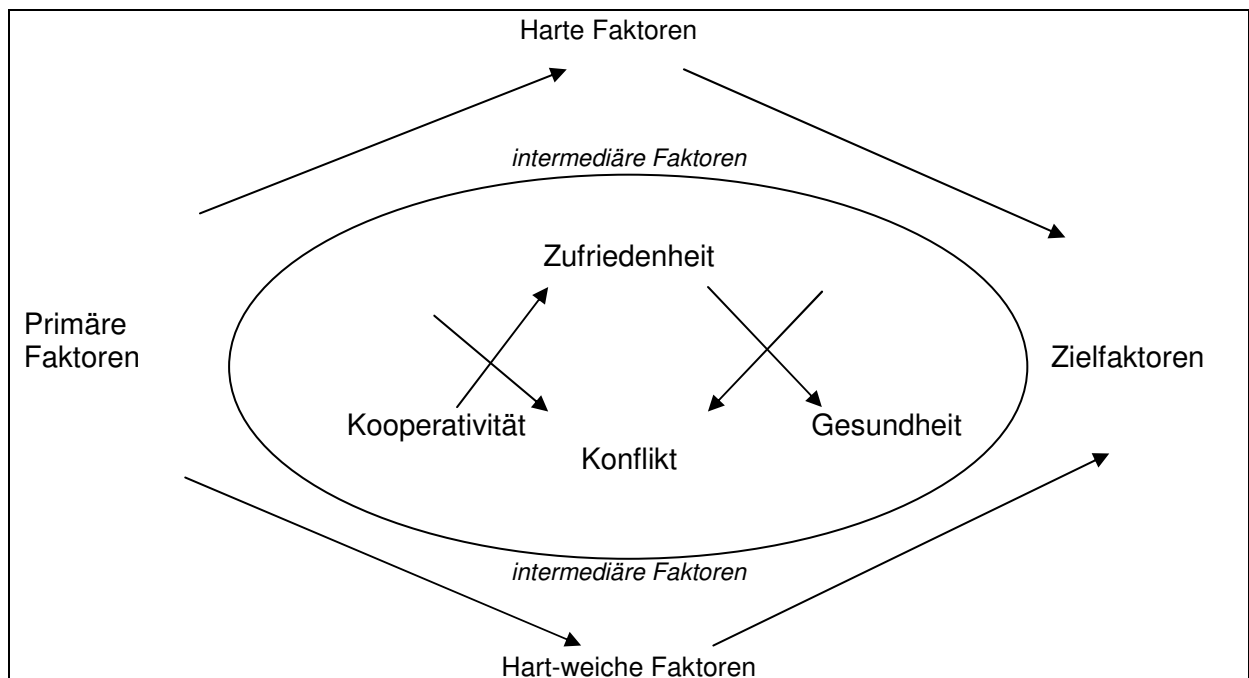 Harte Faktoren
intermediäre Faktoren
Zufriedenheit
Primäre
Faktoren
Zielfaktoren
Kooperativität
Gesundheit
Konflikt
intermediäre Faktoren
Hart-weiche Faktoren